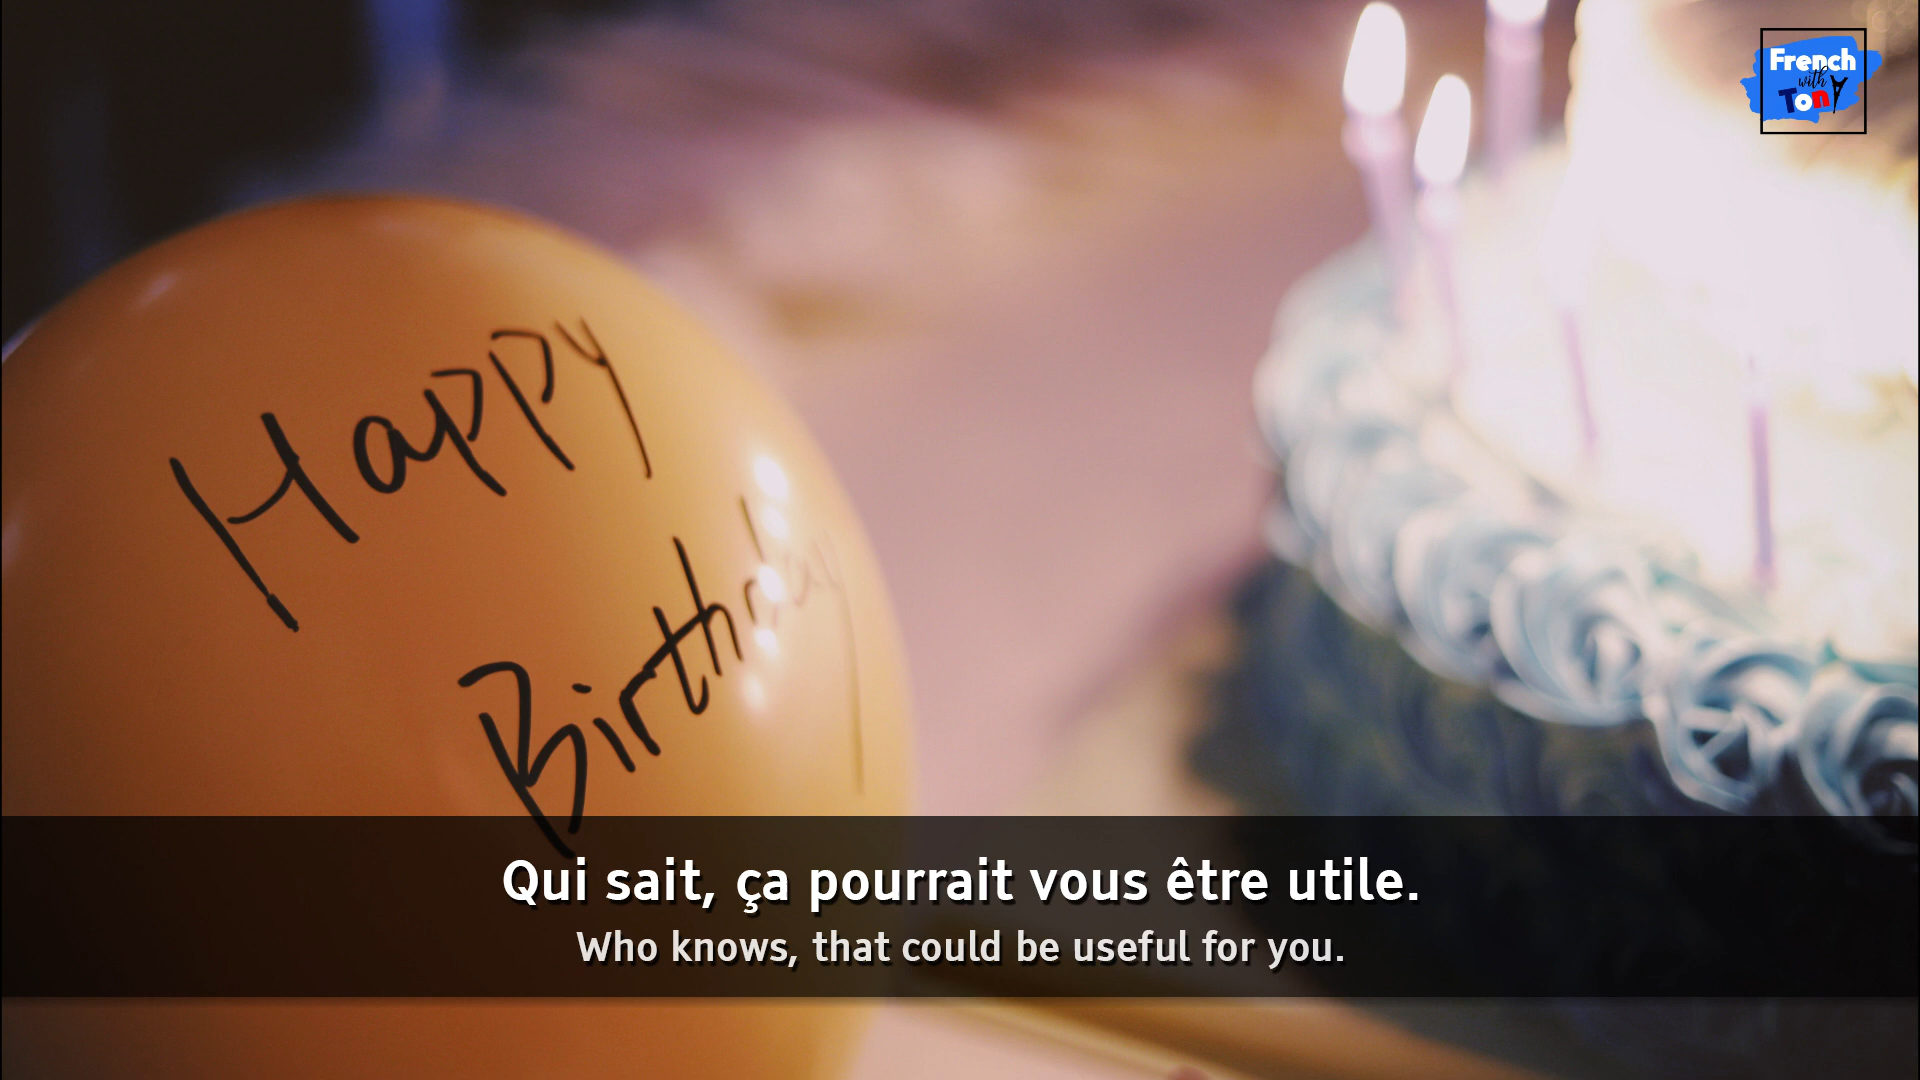 French
with
Tony
Happy
Birthday
Qui sait, ça pourrait vous être utile.
Who knows, that could be useful for you.